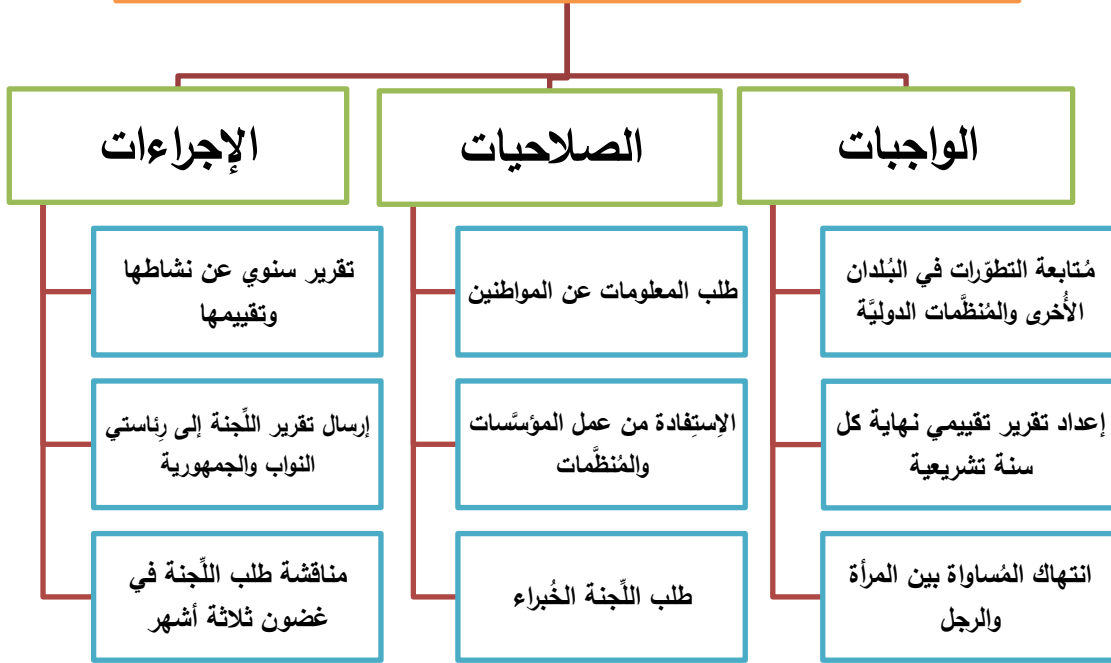 الواجبات
مُتابعة التطوّرات في البُلدان
الأُخرى والمُنظَّمات الدوليَّة
إعداد تقرير تقييمي نهاية كل
سنة تشريعية
انتهاك المُساواة بين المرأة
والرجل
الصلاحيات
طلب المعلومات عن المواطنين
الإستِفادة من عمل المؤسَّسات
والمُنظَّمات
طلب اللِّجنة الخُبراء
الإجراءات
تقرير سنوي عن نشاطها
وتقييمها
إرسال تقرير اللِّجنة إلى رِئاستي
النواب والجمهورية
مناقشة طلب اللِّجنة في
غضون ثلاثة أشهر